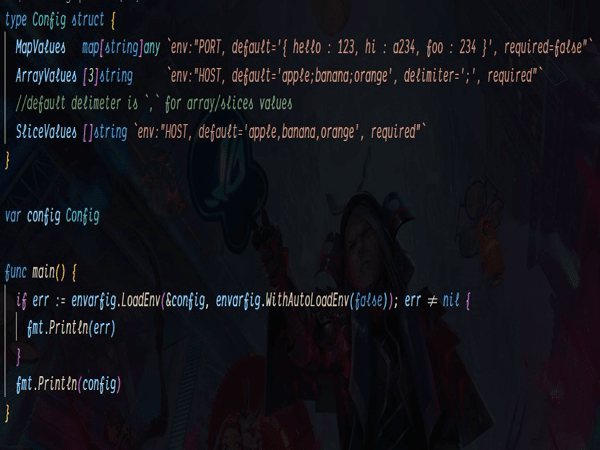 type Config struct {
MapValues map[string]any `env:"PORT, default='{ hello : 123, hi : a234, foo : 234 }', required=false"`
ArrayValues [3]string `env:"HOST, default='apple;banana;orange', delimiter=';', required"`
//default delimeter is `,` for array/slices values
SliceValues []string `env:"HOST, default='apple,banana,orange', required"`
}
var config Config
func main() {
if err := envarfig.LoadEnv(&config, envarfig.WithAutoLoadEnv(false)); err ≠ nil {
fmt.Println(err)
}
fmt.Println(config)
}